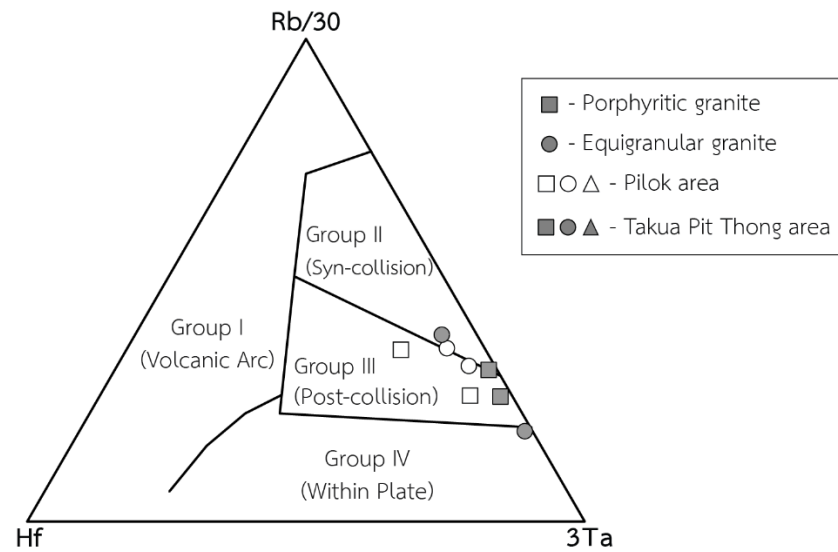 Rb/30
- Porphyritic granite
- Equigranular granite
- Pilok area
- Takua Pit Thong area
Group II
(Syn-collision)
Group I
(Volcanic Arc)
Group III
(Post-collision)
Group IV
(Within Plate)
Hf
3Ta